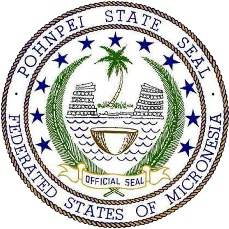 · POHNPEI STATE SEAL ·
FEDERATED STATES OF MICRONESIA
OFFICIAL SEAL